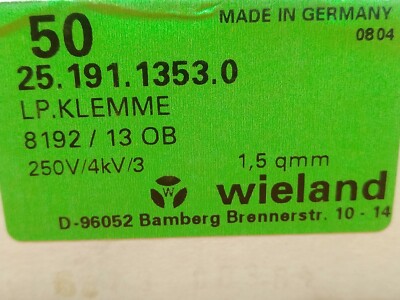 50
MADE IN GERMANY
0804
25.191.1353.0
LP.KLEMME
8192 / 13 OB
250V/4kV/3 1,5 qmm
W wieland
D-96052 Bamberg Brennerstr. 10 - 14